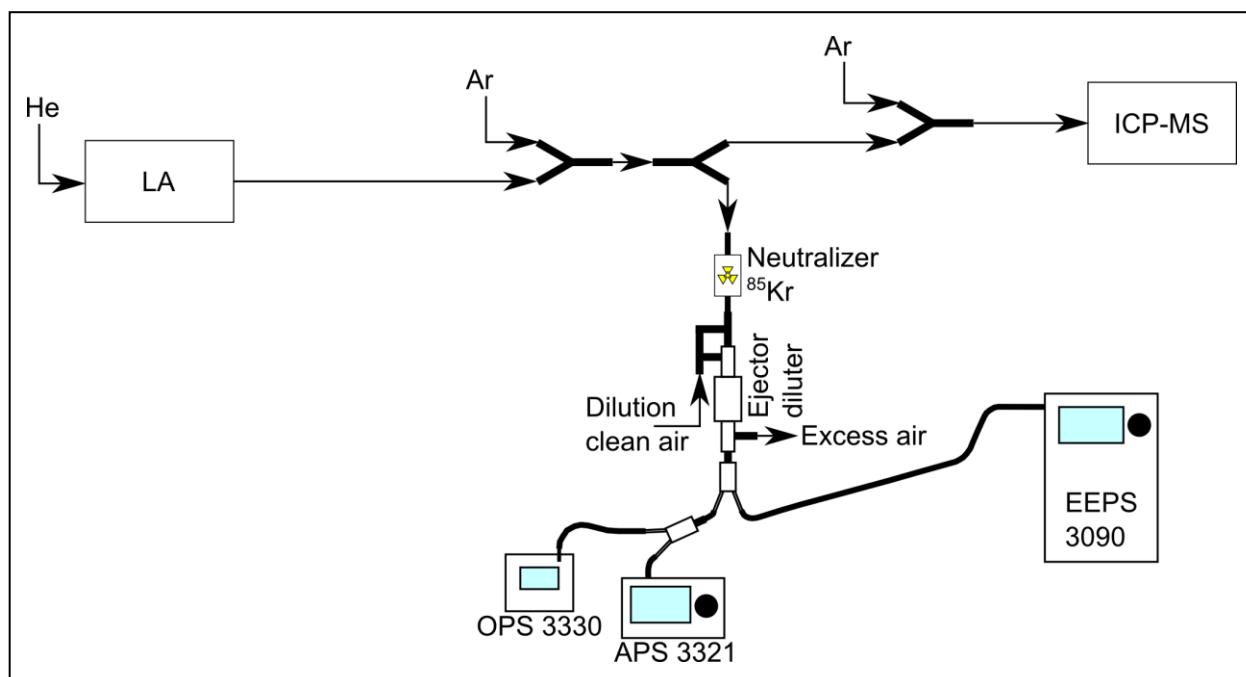 He
LA
Ar
Ar
ICP-MS
Neutralizer
⁸⁵Kr
Ejector
diluter
Dilution
clean air
Excess air
EEPS
3090
OPS 3330
APS 3321